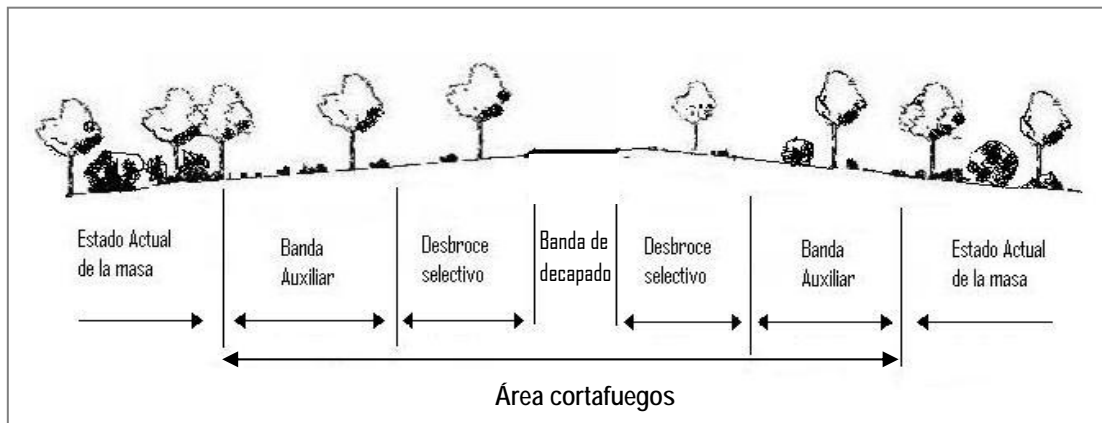 Estado Actual
de la masa
Banda
Auxiliar
Desbroce
selectivo
Banda de
decapado
Desbroce
selectivo
Banda
Auxiliar
Estado Actual
de la masa
Área cortafuegos